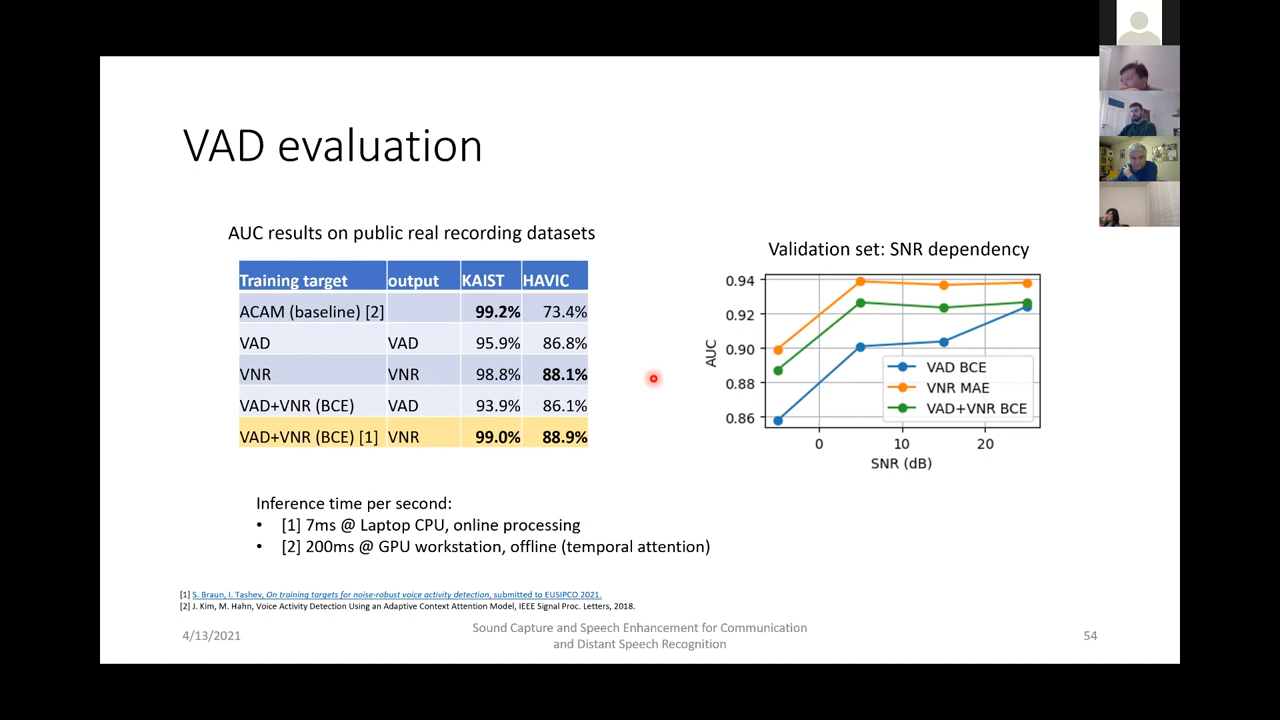 VAD evaluation
AUC results on public real recording datasets
Training target output KAIST HAVIC
ACAM (baseline) [2] 99.2% 73.4%
VAD VAD 95.9% 86.8%
VNR VNR 98.8% 88.1%
VAD+VNR (BCE) VAD 93.9% 86.1%
VAD+VNR (BCE) [1] VNR 99.0% 88.9%
Validation set: SNR dependency
0.94
0.92
0.90
0.88
0.86
AUC
VAD BCE
VNR MAE
VAD+VNR BCE
0 10 20
SNR (dB)
Inference time per second:
• [1] 7ms @ Laptop CPU, online processing
• [2] 200ms @ GPU workstation, offline (temporal attention)
[1] S. Braun, I. Tashev, On training targets for noise-robust voice activity detection, submitted to EUSIPCO 2021.
[2] J. Kim, M. Hahn, Voice Activity Detection Using an Adaptive Context Attention Model, IEEE Signal Proc. Letters, 2018.
4/13/2021
Sound Capture and Speech Enhancement for Communication
and Distant Speech Recognition
54